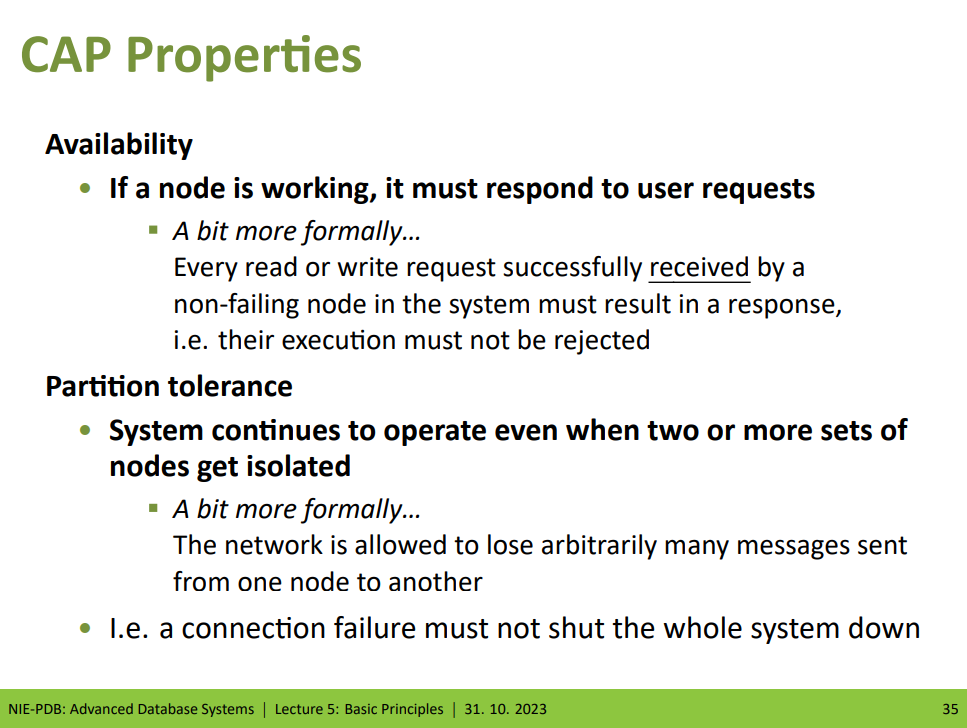 CAP Properties
Availability
• If a node is working, it must respond to user requests
▪ A bit more formally…
Every read or write request successfully received by a
non-failing node in the system must result in a response,
i.e. their execution must not be rejected
Partition tolerance
• System continues to operate even when two or more sets of
nodes get isolated
▪ A bit more formally…
The network is allowed to lose arbitrarily many messages sent
from one node to another
• I.e. a connection failure must not shut the whole system down
NIE-PDB: Advanced Database Systems | Lecture 5: Basic Principles | 31. 10. 2023 35